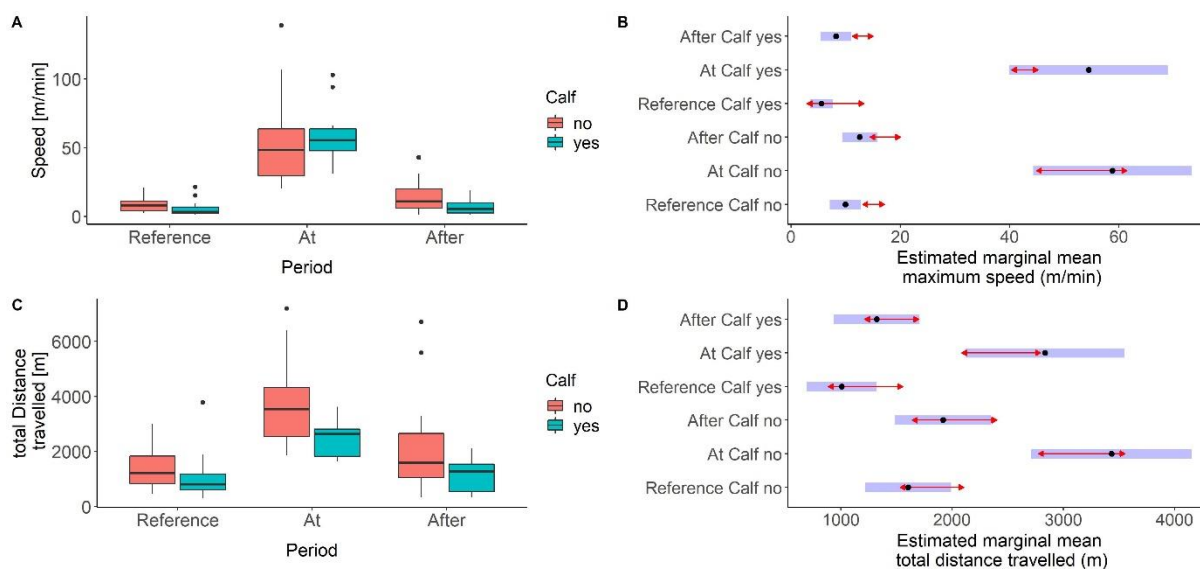 A
Speed [m/min]
100
50
0
Reference
At
After
Period
Calf
no
yes
B
After Calf yes
At Calf yes
Reference Calf yes
After Calf no
At Calf no
Reference Calf no
0
20
40
60
Estimated marginal mean
maximum speed (m/min)
C
total Distance
travelled [m]
6000
4000
2000
0
Reference
At
After
Period
Calf
no
yes
D
After Calf yes
At Calf yes
Reference Calf yes
After Calf no
At Calf no
Reference Calf no
1000
2000
3000
4000
Estimated marginal mean
total distance travelled (m)